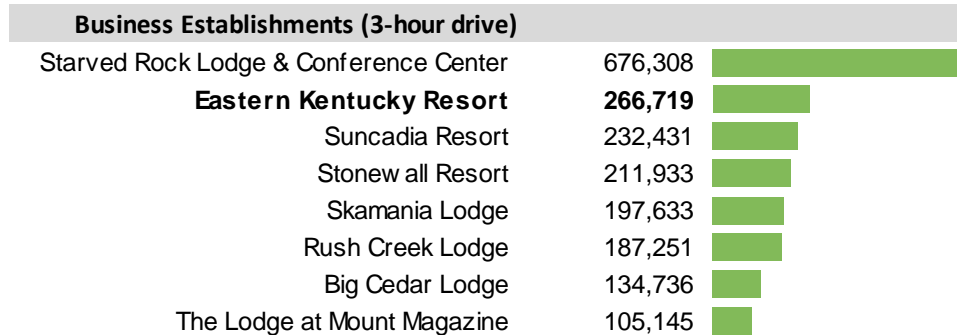 Business Establishments (3-hour drive)
Starved Rock Lodge & Conference Center 676,308
Eastern Kentucky Resort 266,719
Suncadia Resort 232,431
Stonewall Resort 211,933
Skamania Lodge 197,633
Rush Creek Lodge 187,251
Big Cedar Lodge 134,736
The Lodge at Mount Magazine 105,145